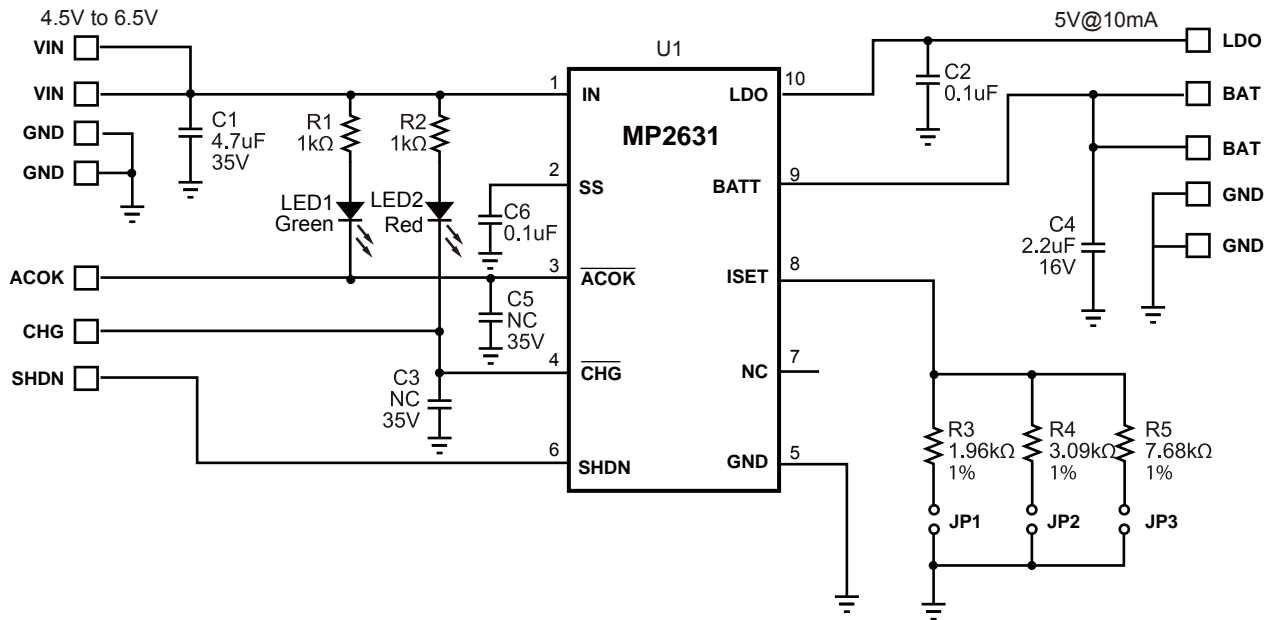 4.5V to 6.5V
VIN
VIN
GND
GND
ACOK
CHG
SHDN
C1
4.7uF
35V
R1
1kΩ
R2
1kΩ
LED1
Green
LED2
Red
C6
0.1uF
C5
NC
35V
C3
NC
35V
U1
MP2631
1
IN
2
SS
3
ACOK
4
CHG
6
SHDN
10
LDO
9
BATT
8
ISET
7
NC
5
GND
5V@10mA
C2
0.1uF
LDO
BAT
BAT
GND
GND
C4
2.2uF
16V
R3
1.96kΩ
1%
R4
3.09kΩ
1%
R5
7.68kΩ
1%
JP1
JP2
JP3